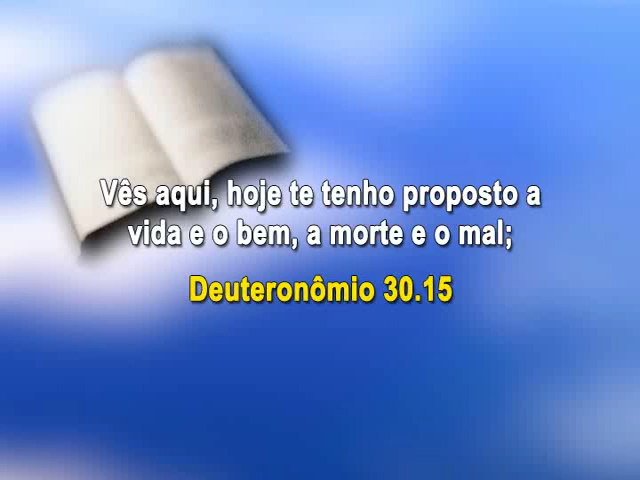 Vês aqui, hoje te tenho proposto a
vida e o bem, a morte e o mal;
Deuteronômio 30.15